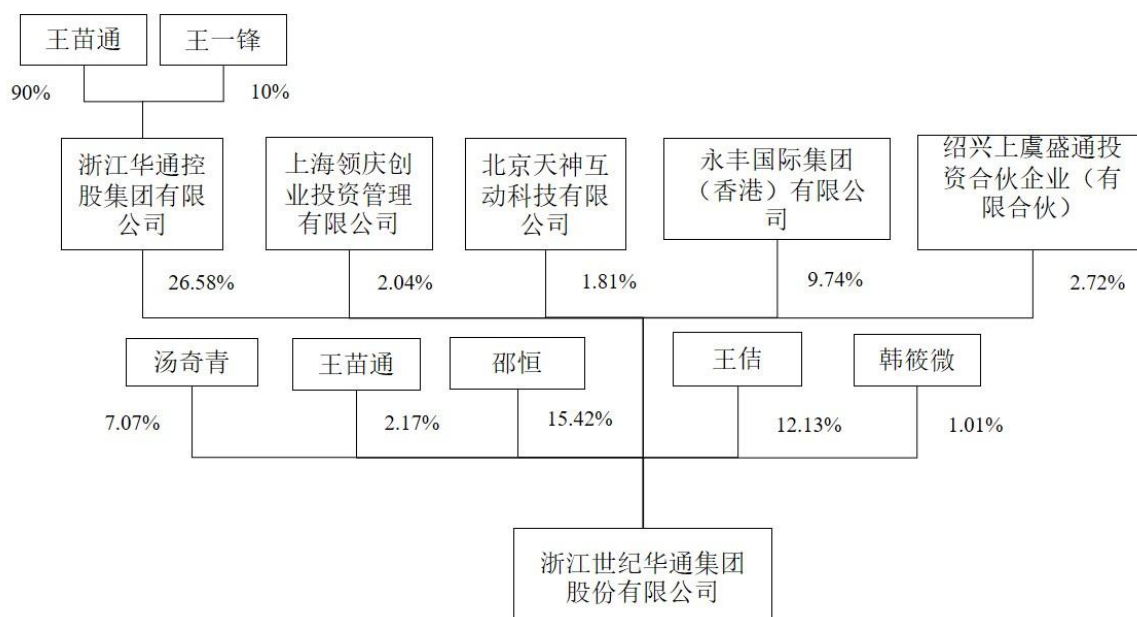 王苗通
王一锋
90%
10%
浙江华通控
股集团有限
公司
上海领庆创
业投资管理
有限公司
北京天神互
动科技有限
公司
永丰国际集团
（香港）有限公
司
绍兴上虞盛通投
资合伙企业（有
限合伙）
26.58%
2.04%
1.81%
9.74%
2.72%
汤奇青
王苗通
邵恒
王佶
韩筱微
7.07%
2.17%
15.42%
12.13%
1.01%
浙江世纪华通集团
股份有限公司